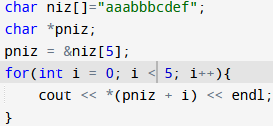 char niz[]="aaabbbcdef";
char *pniz;
pniz = &niz[5];
for(int i = 0; i < 5; i++){
    cout << *(pniz + i) << endl;
}